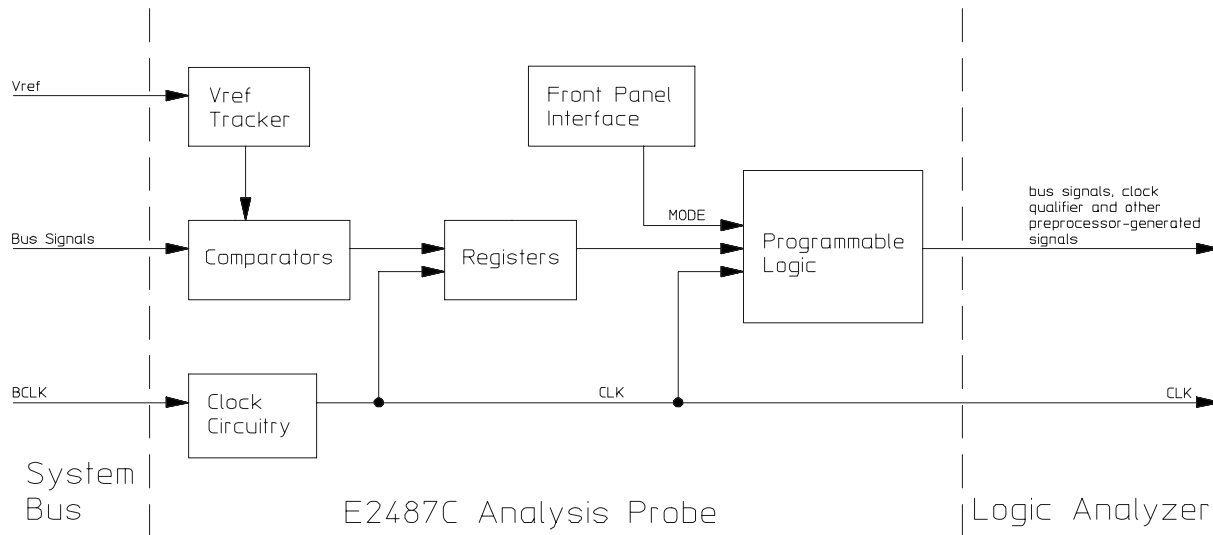 Vref
Vref
Tracker
Front Panel
Interface
bus signals, clock
qualifier and other
preprocessor-generated
signals
MODE
Bus Signals
Comparators
Registers
Programmable
Logic
BCLK
Clock
Circuitry
CLK
CLK
System
Bus
E2487C Analysis Probe
Logic Analyzer